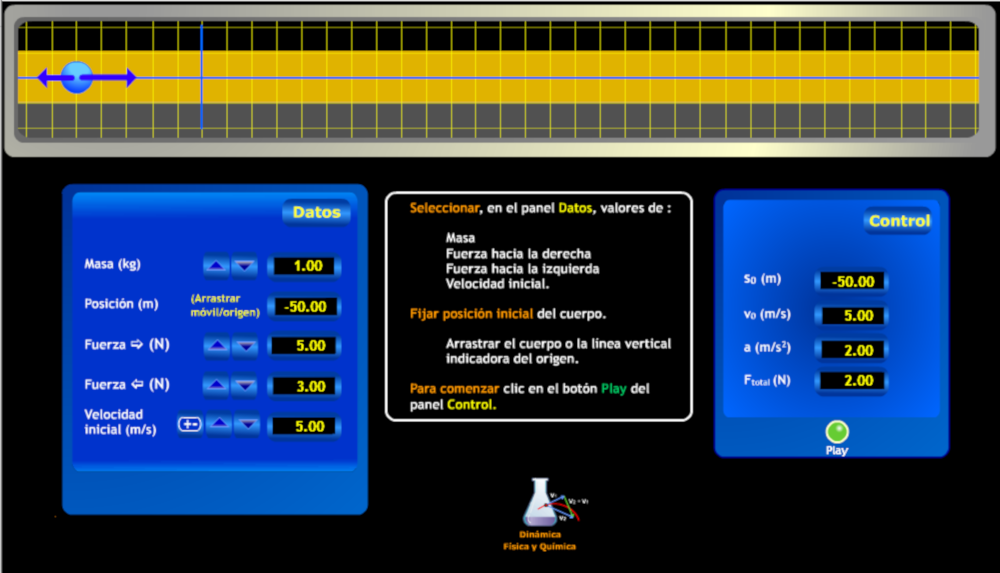 Datos
Masa (kg) 1.00
Posición (m) (Arrastrar
móvil/origen) -50.00
Fuerza ⇨ (N) 5.00
Fuerza ⇦ (N) 3.00
Velocidad
inicial (m/s) +- 5.00
Seleccionar, en el panel Datos, valores de :
Masa
Fuerza hacia la derecha
Fuerza hacia la izquierda
Velocidad inicial.
Fijar posición inicial del cuerpo.
Arrastrar el cuerpo o la línea vertical
indicadora del origen.
Para comenzar clic en el botón Play del
panel Control.
Control
s₀ (m) -50.00
v₀ (m/s) 5.00
a (m/s²) 2.00
Ftotal (N) 2.00
Play
Dinámica
Física y Química